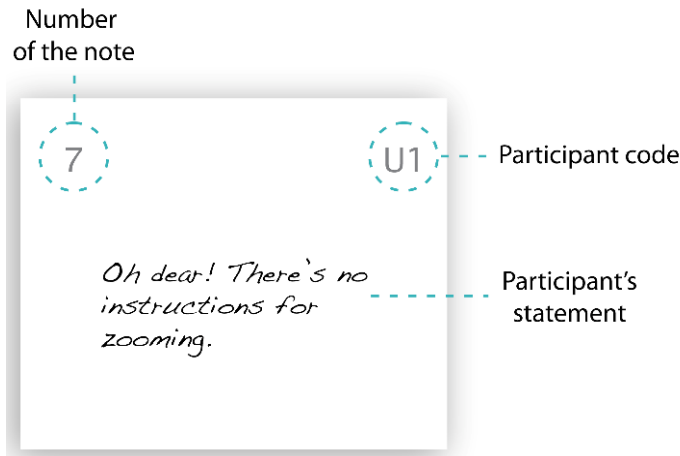 Number
of the note
7
U1
Participant code
Oh dear! There's no
instructions for
zooming.
Participant's
statement